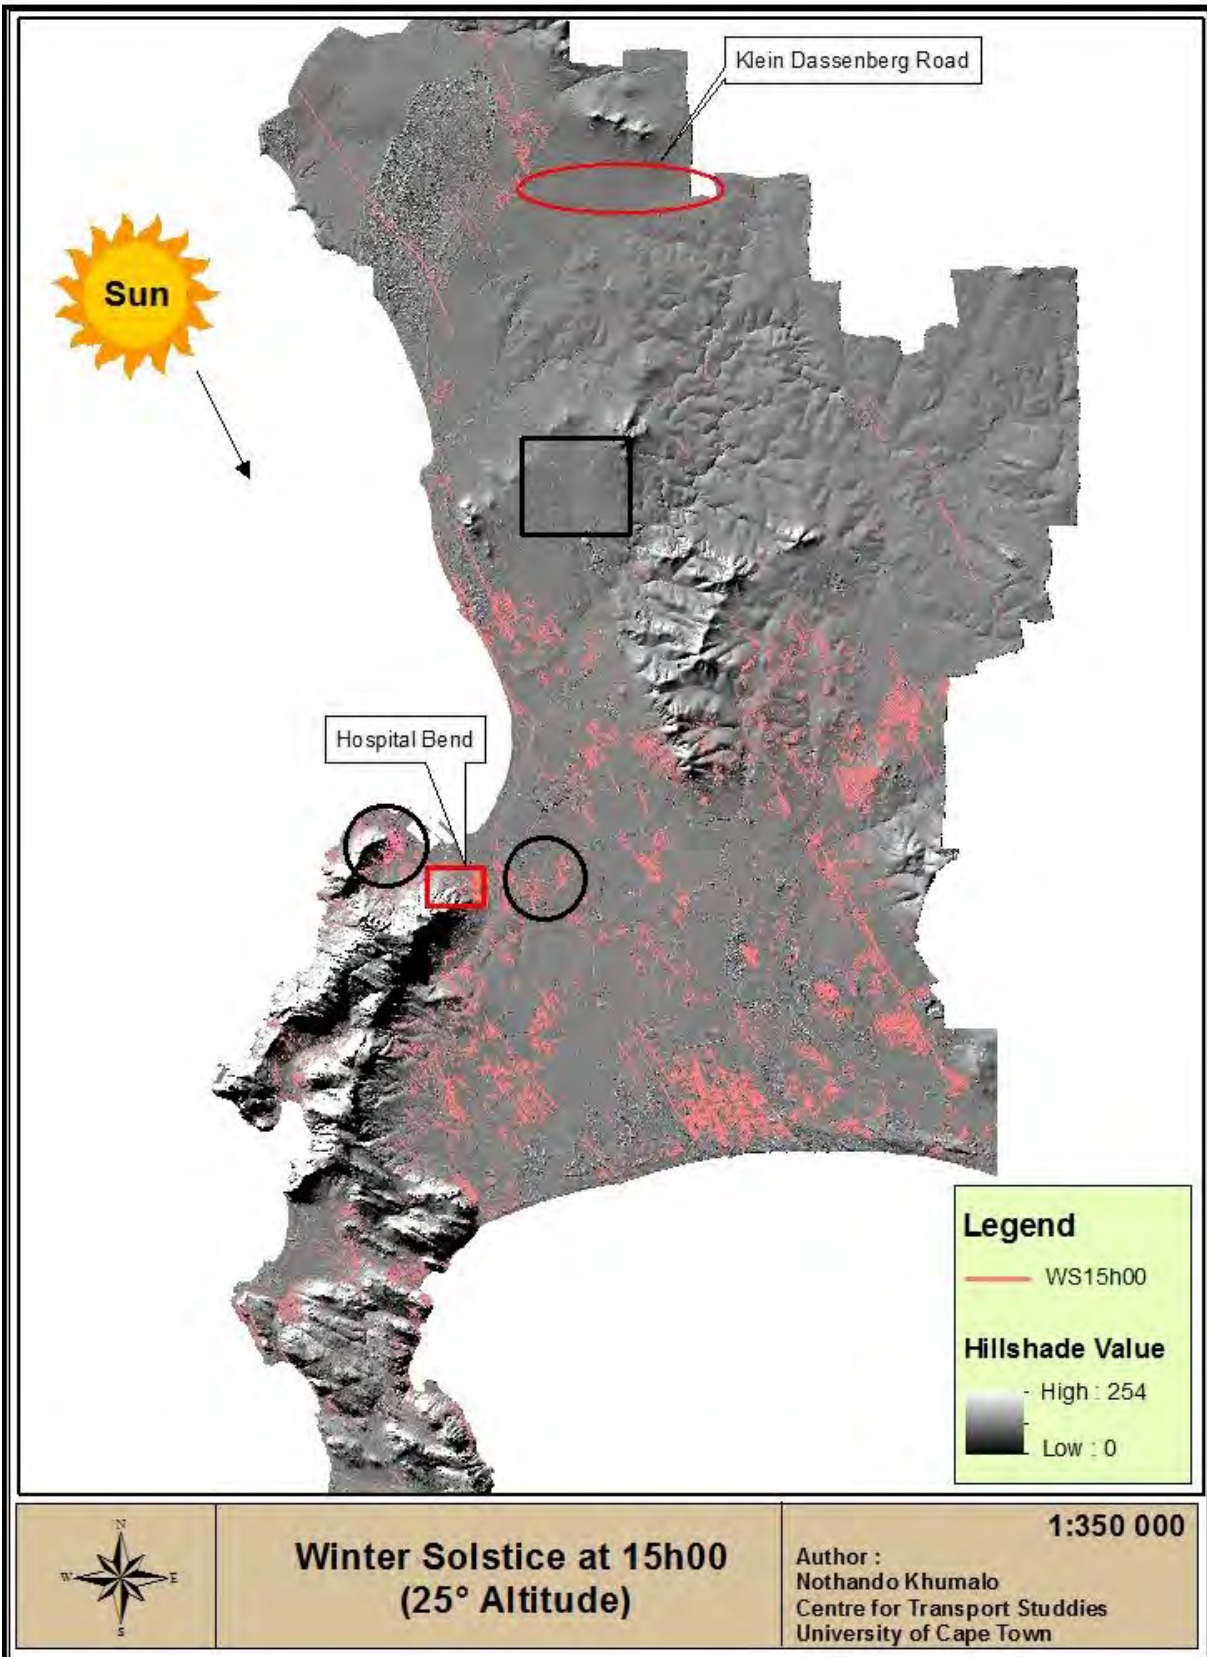 Klein Dassenberg Road
Sun
Hospital Bend
Legend
WS15h00
Hillshade Value
High : 254
Low : 0
N
W
E
S
Winter Solstice at 15h00
(25° Altitude)
1:350 000
Author :
Nothando Khumalo
Centre for Transport Studdies
University of Cape Town